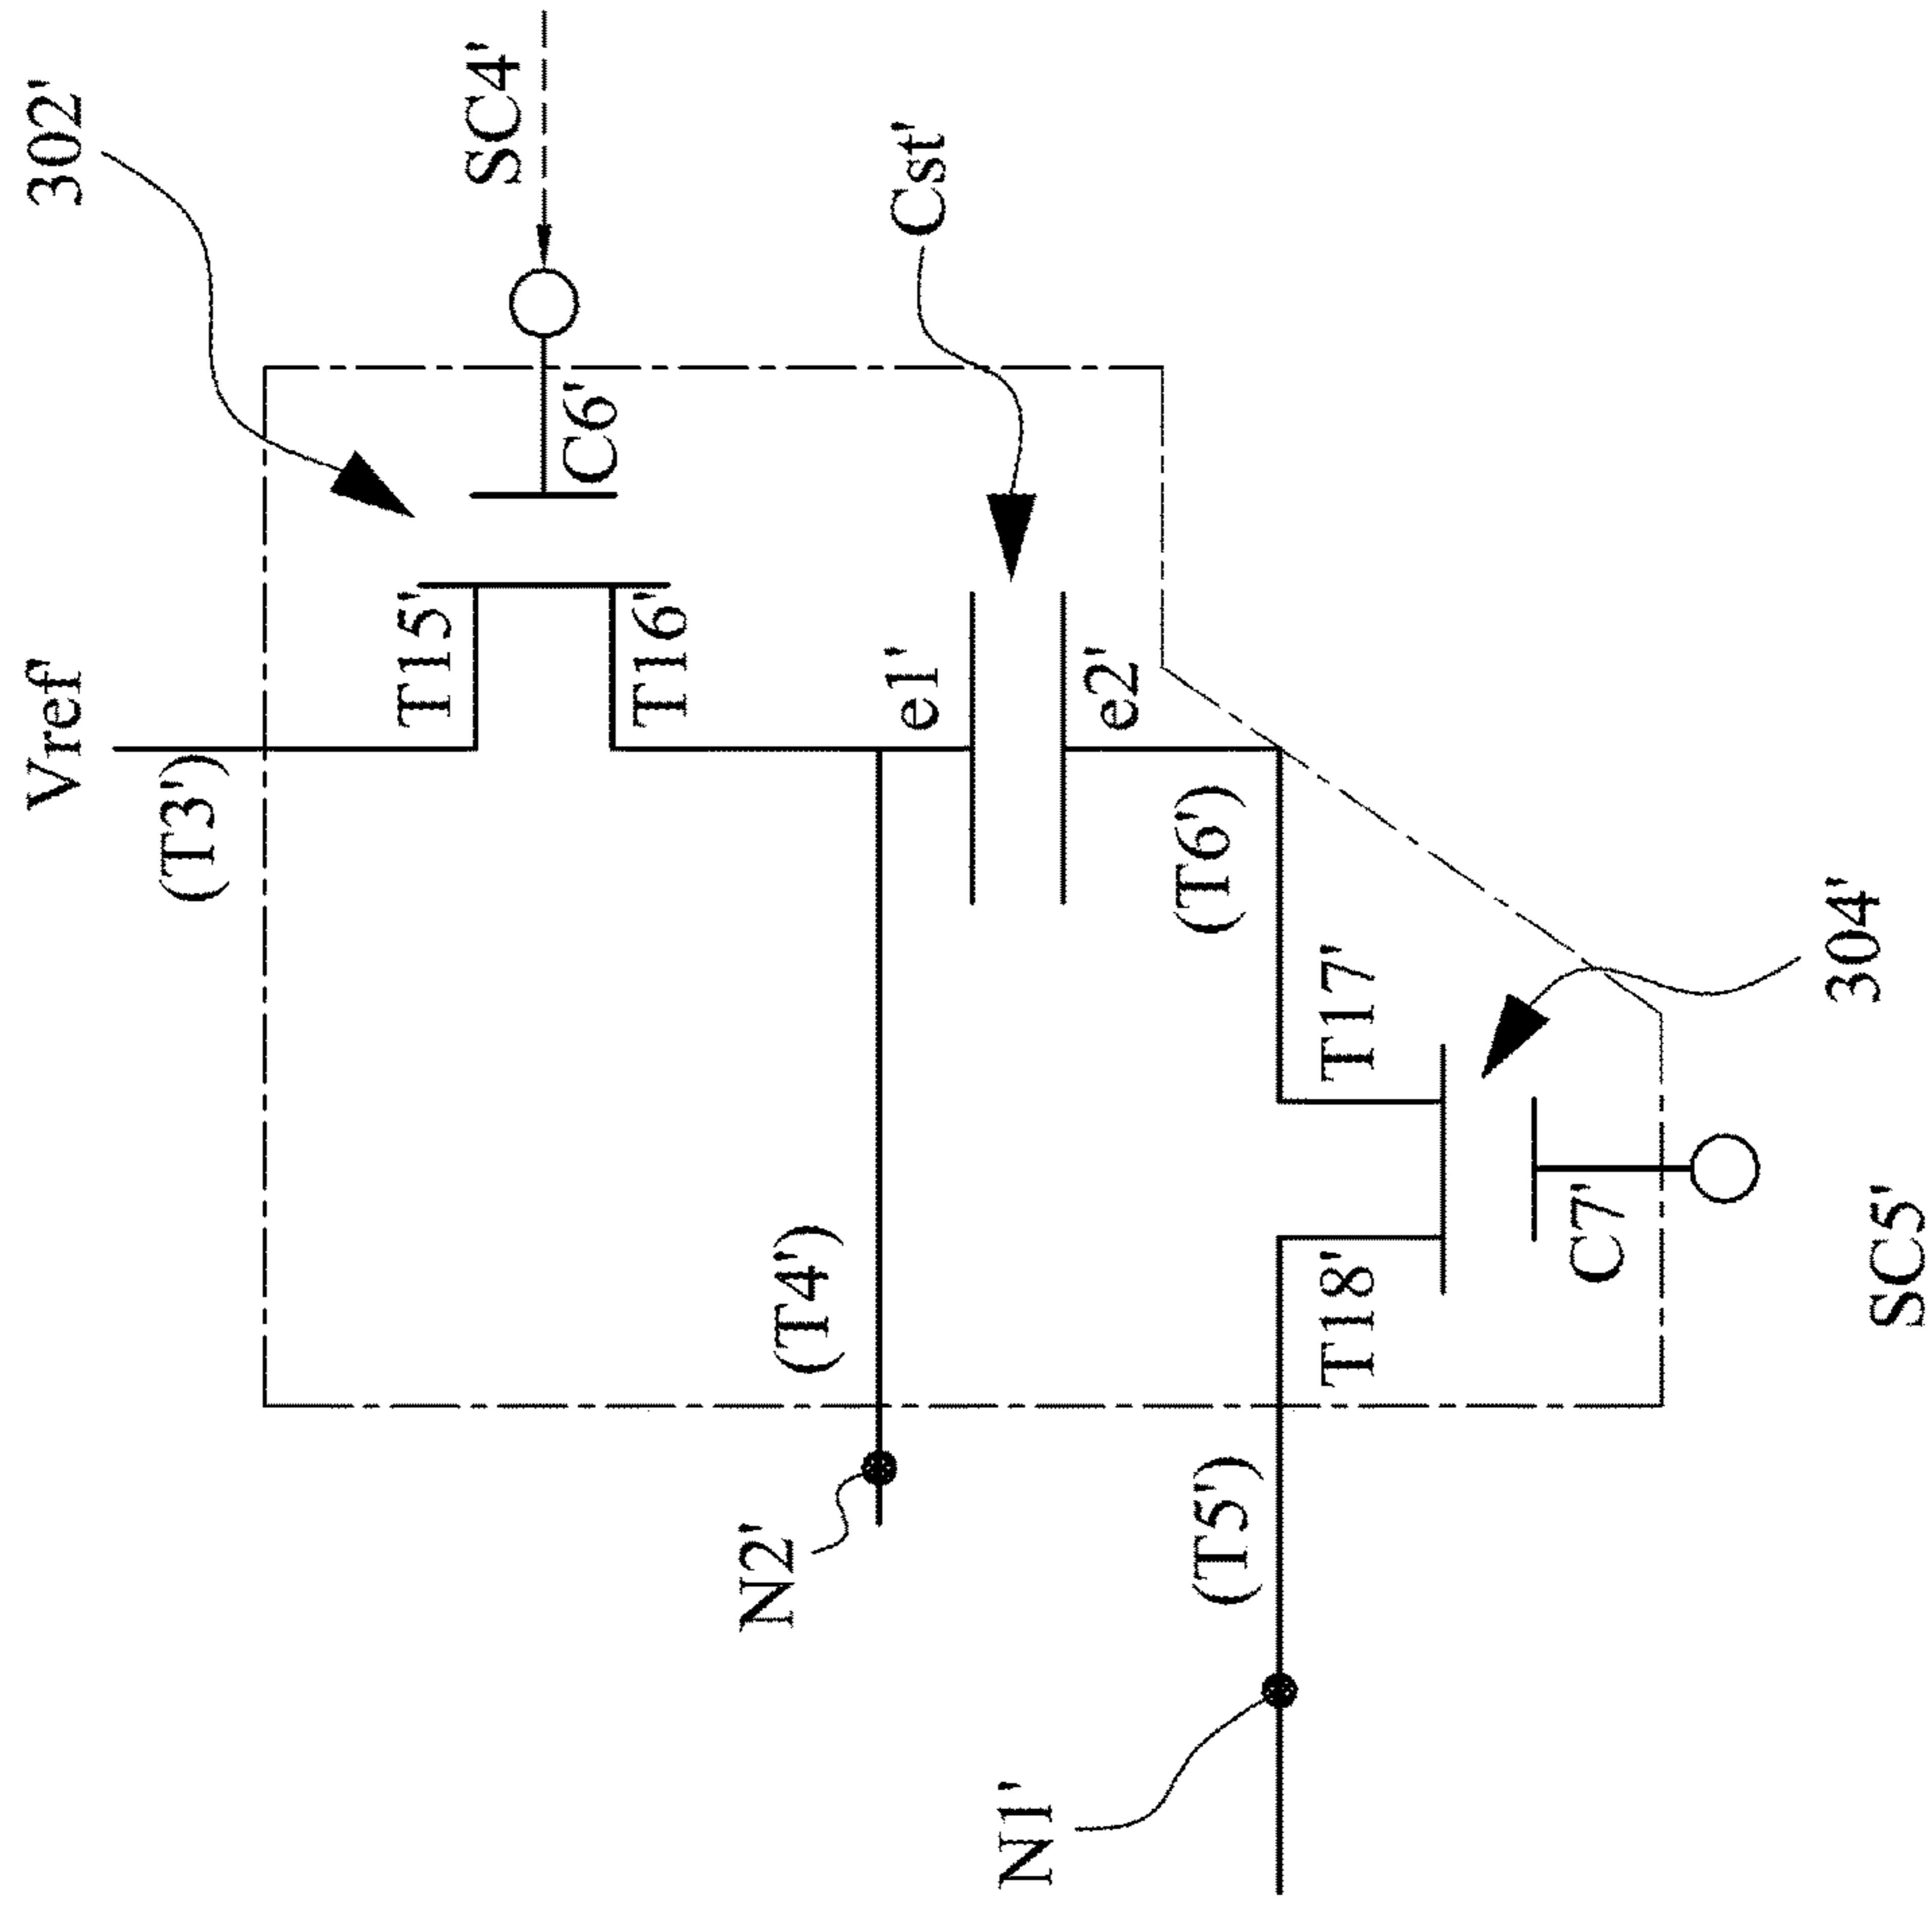 Vref
302'
(T3')
T15'
SC4'
C6'
T16'
N2'
(T4')
e1'
Cst'
N1'
e2'
(T5')
(T6')
T18'
T17'
C7'
304'
SC5'